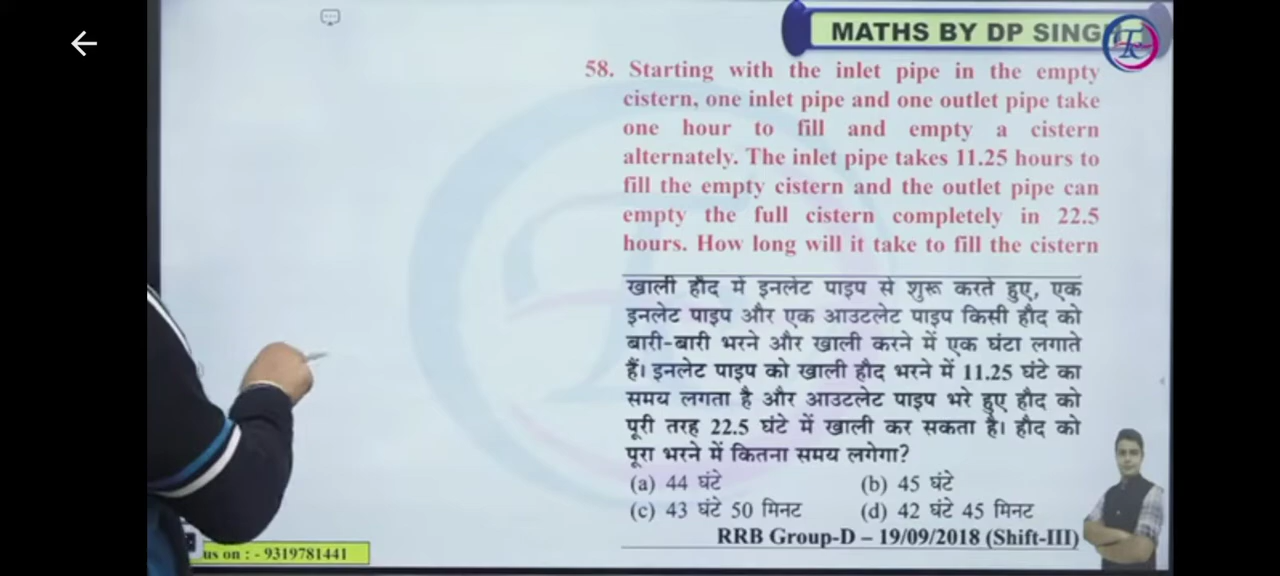 MATHS BY DP SING
58. Starting with the inlet pipe in the empty
cistern, one inlet pipe and one outlet pipe take
one hour to fill and empty a cistern
alternately. The inlet pipe takes 11.25 hours to
fill the empty cistern and the outlet pipe can
empty the full cistern completely in 22.5
hours. How long will it take to fill the cistern
खाली हौद में इनलेट पाइप से शुरू करते हुए, एक
इनलेट पाइप और एक आउटलेट पाइप किसी हौद को
बारी-बारी भरने और खाली करने में एक घंटा लगाते
हैं। इनलेट पाइप को खाली हौद भरने में 11.25 घंटे का
समय लगता है और आउटलेट पाइप भरे हुए हौद को
पूरी तरह 22.5 घंटे में खाली कर सकता है। हौद को
पूरा भरने में कितना समय लगेगा?
(a) 44 घंटे (b) 45 घंटे
(c) 43 घंटे 50 मिनट (d) 42 घंटे 45 मिनट
RRB Group-D – 19/09/2018 (Shift-III)
us on : - 9319781441